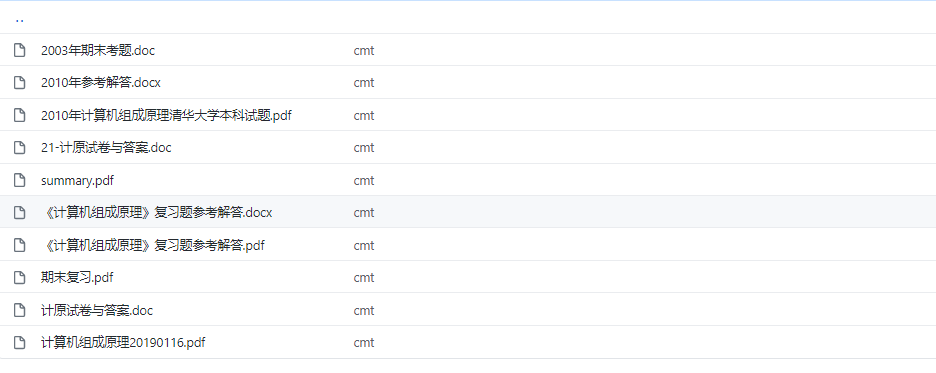 ..
2003年期末考题.doc cmt
2010年参考解答.docx cmt
2010年计算机组成原理清华大学本科试题.pdf cmt
21-计原试卷与答案.doc cmt
summary.pdf cmt
《计算机组成原理》复习题参考解答.docx cmt
《计算机组成原理》复习题参考解答.pdf cmt
期末复习.pdf cmt
计原试卷与答案.doc cmt
计算机组成原理20190116.pdf cmt